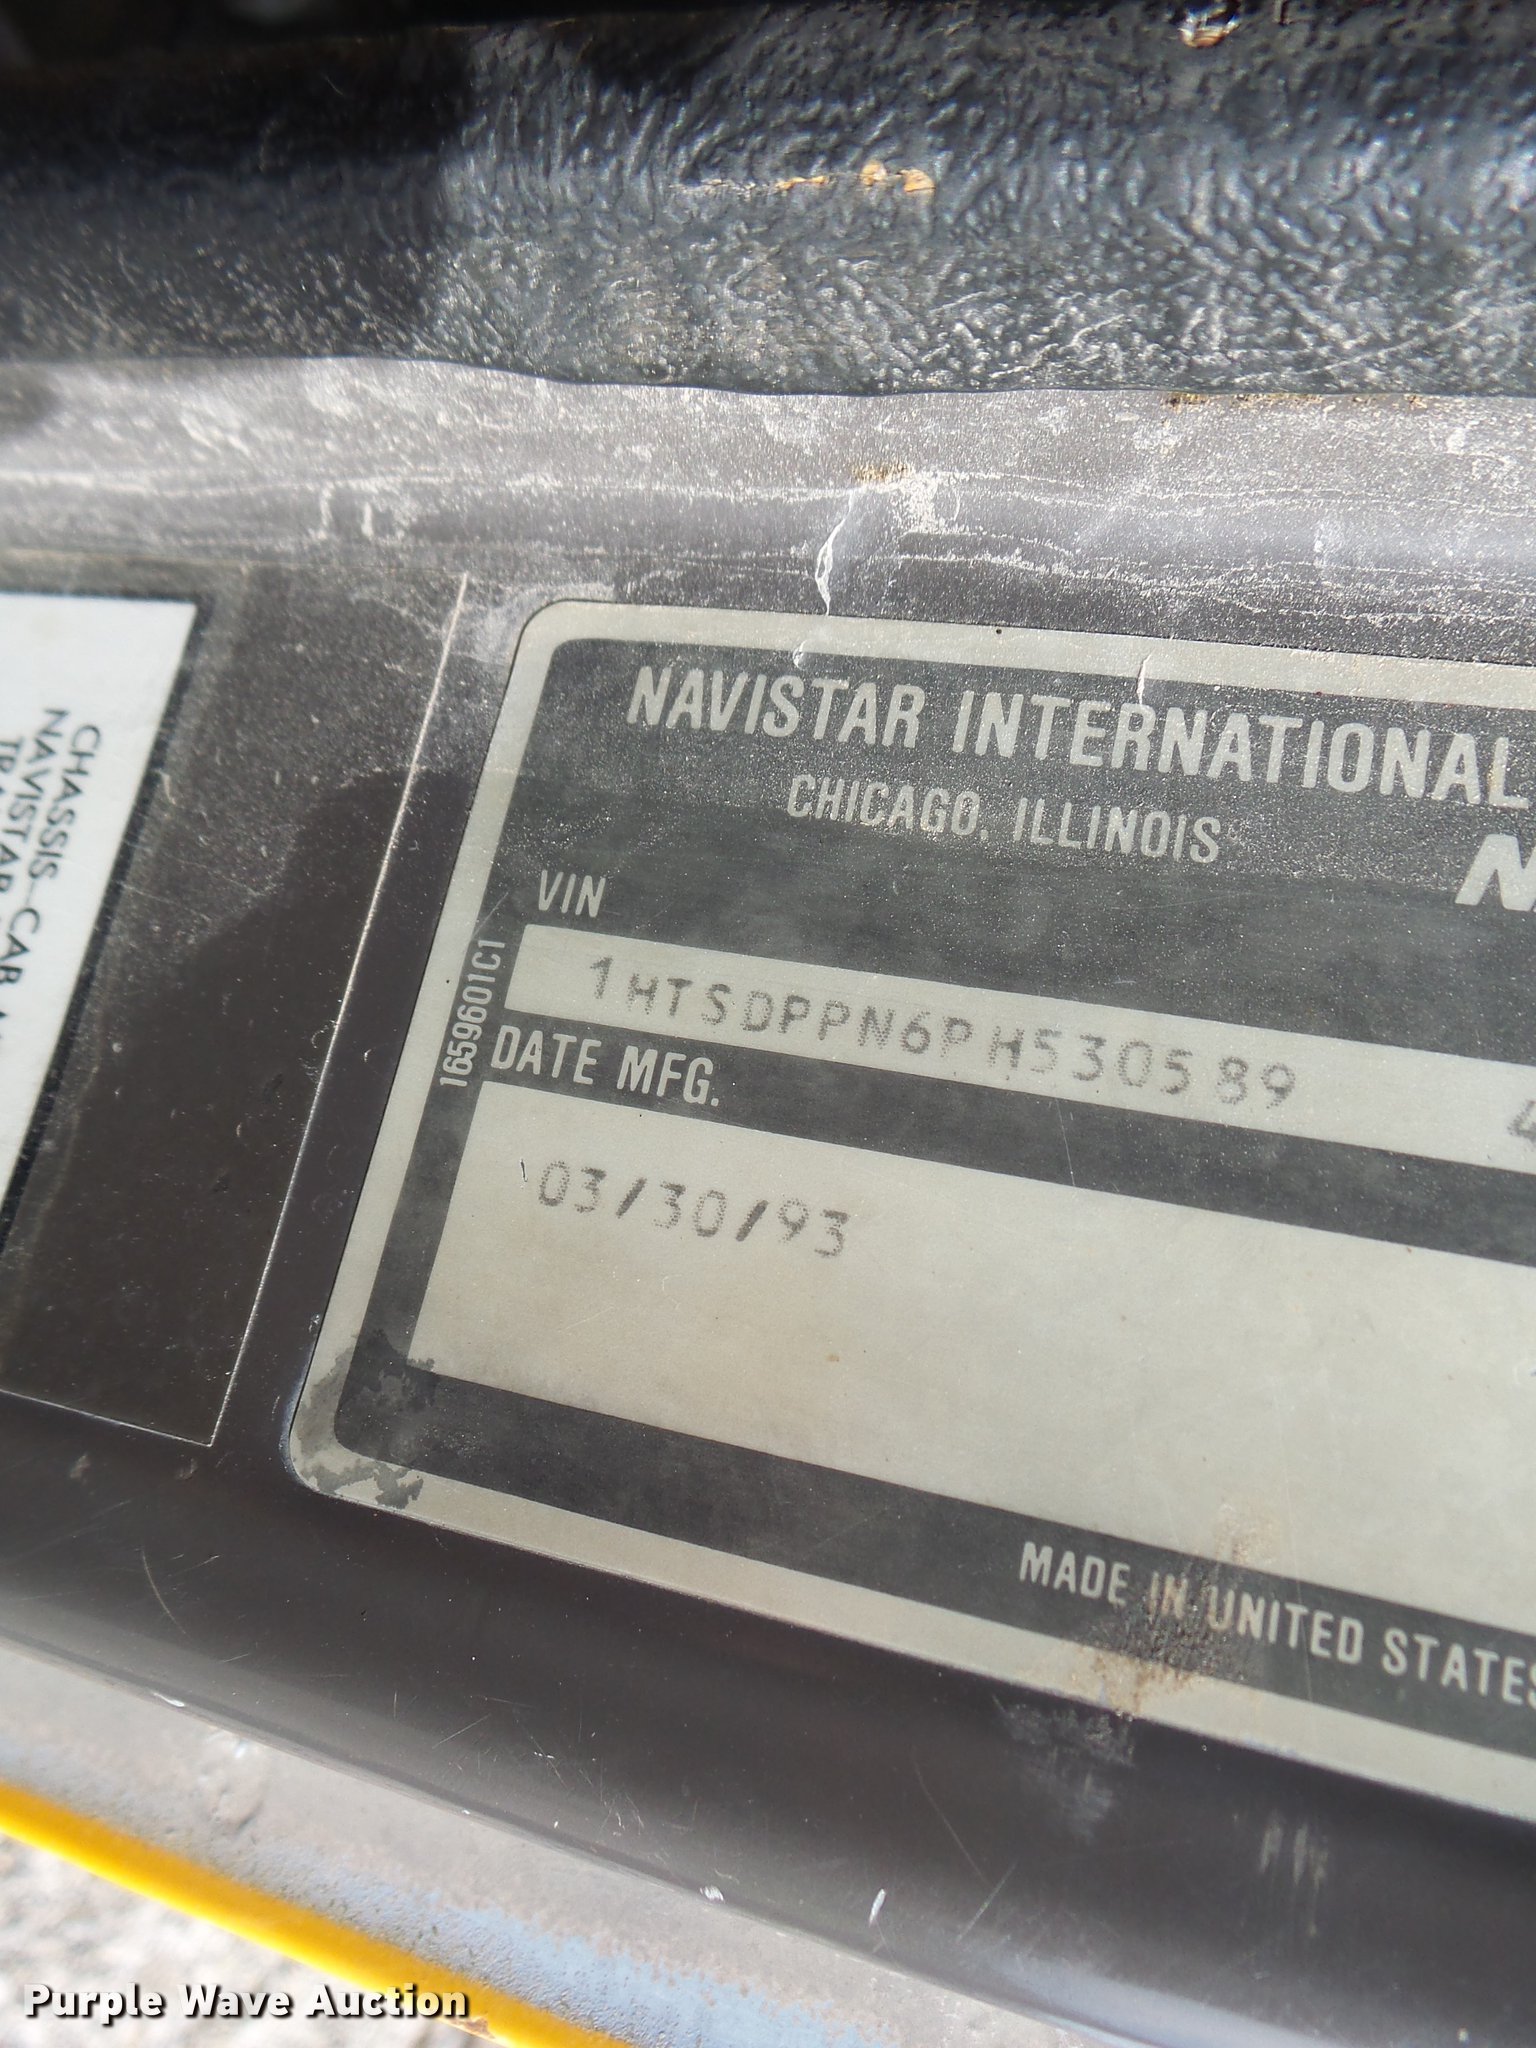 NAVISTAR INTERNATIONAL
CHICAGO, ILLINOIS
VIN
1HTSDPPN6PH530589
DATE MFG.
03/30/93
1659601C1
MADE IN UNITED STATES
CHASSIS-CAB
NAVISTAR
Purple Wave Auction